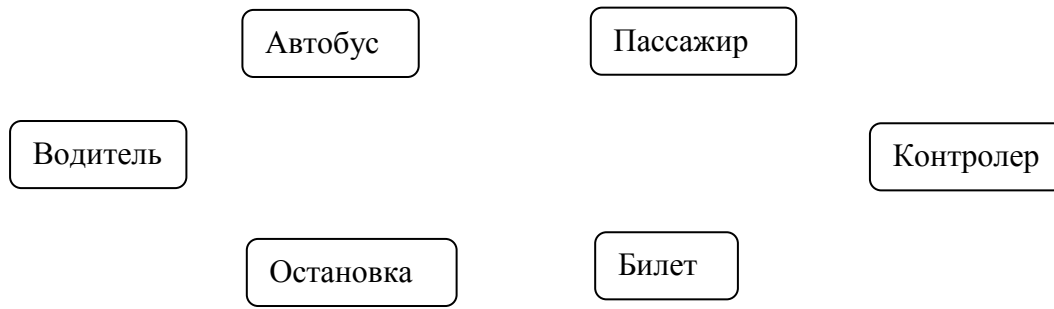 Автобус
Пассажир
Водитель
Контролер
Остановка
Билет